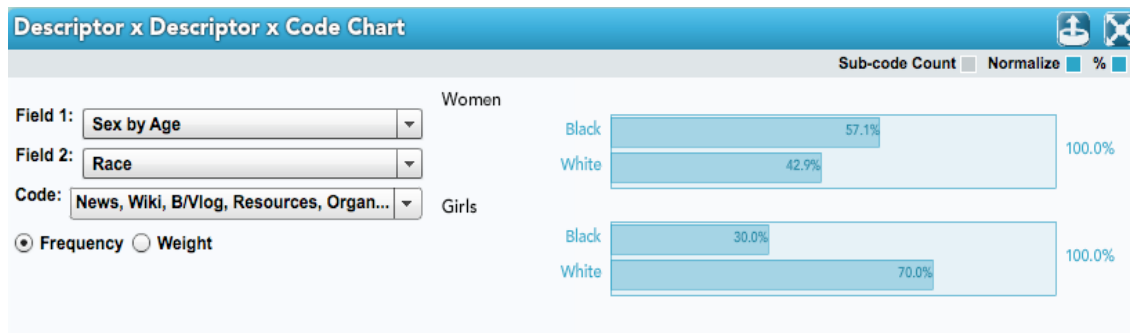 Descriptor x Descriptor x Code Chart
Sub-code Count Normalize %
Field 1: Sex by Age
Field 2: Race
Code: News, Wiki, B/Vlog, Resources, Organ...
Frequency Weight
Women
Black 57.1%
White 42.9%
100.0%
Girls
Black 30.0%
White 70.0%
100.0%